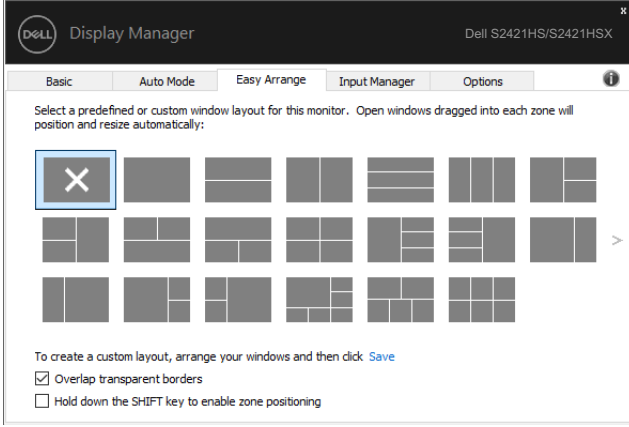 x
DELL
Display Manager
Dell S2421HS/S2421HSX
Basic
Auto Mode
Easy Arrange
Input Manager
Options
i
Select a predefined or custom window layout for this monitor. Open windows dragged into each zone will
position and resize automatically:
>
To create a custom layout, arrange your windows and then click Save
Overlap transparent borders
Hold down the SHIFT key to enable zone positioning